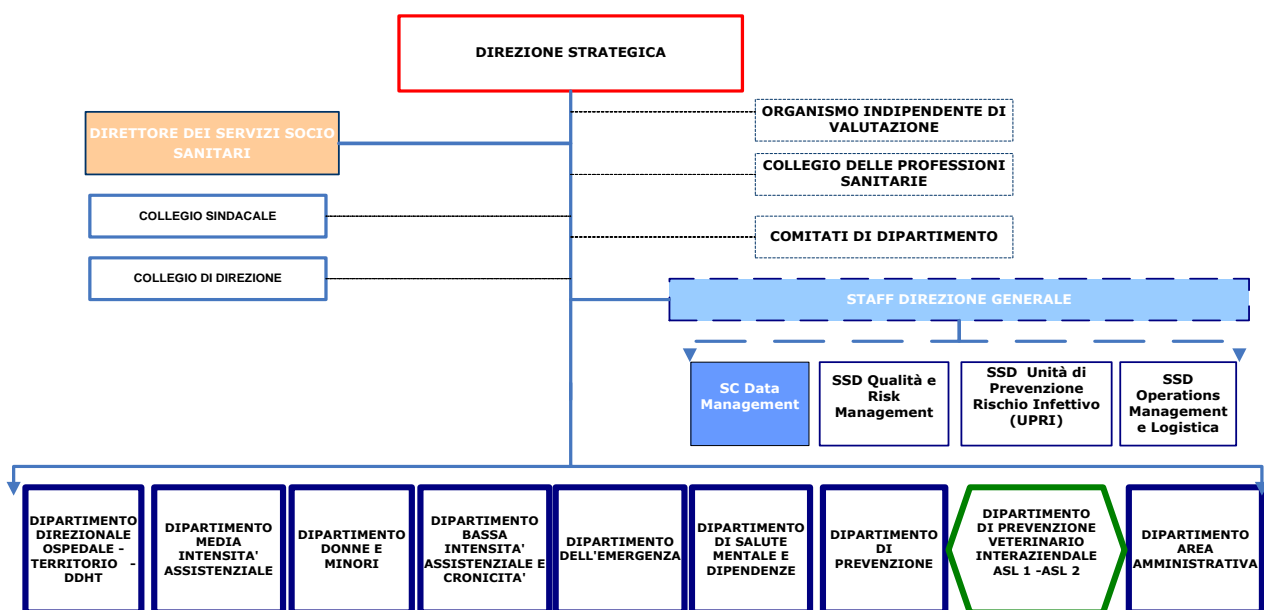 DIREZIONE STRATEGICA
ORGANISMO INDIPENDENTE DI
VALUTAZIONE
DIRETTORE DEI SERVIZI SOCIO
SANITARI
COLLEGIO DELLE PROFESSIONI
SANITARIE
COLLEGIO SINDACALE
COMITATI DI DIPARTIMENTO
COLLEGIO DI DIREZIONE
STAFF DIREZIONE GENERALE
SC Data
Management
SSD Qualità e
Risk
Management
SSD Unità di
Prevenzione
Rischio Infettivo
(UPRI)
SSD
Operations
Management
e Logistica
DIPARTIMENTO
DIREZIONALE
OSPEDALE -
TERRITORIO -
DDHT
DIPARTIMENTO
MEDIA
INTENSITA'
ASSISTENZIALE
DIPARTIMENTO
DONNE E
MINORI
DIPARTIMENTO
BASSA
INTENSITA'
ASSISTENZIALE E
CRONICITA'
DIPARTIMENTO
DELL'EMERGENZA
DIPARTIMENTO
DI SALUTE
MENTALE E
DIPENDENZE
DIPARTIMENTO
DI
PREVENZIONE
DIPARTIMENTO
DI PREVENZIONE
VETERINARIO
INTERAZIENDALE
ASL 1 -ASL 2
DIPARTIMENTO
AREA
AMMINISTRATIVA